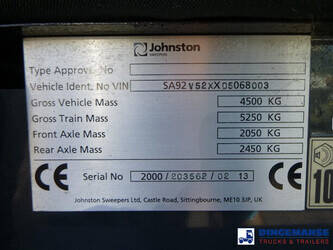 Johnston
Type Approval No
Vehicle Ident. No VIN SA92V52XX05068003
Gross Vehicle Mass 4500 KG
Gross Train Mass 5250 KG
Front Axle Mass 2050 KG
Rear Axle Mass 2450 KG
CE Serial No 2000/203562/02 13 CE
Johnston Sweepers Ltd, Castle Road, Sittingbourne, ME10 3JP, UK
10
DINGEMANSE
TRUCKS & TRAILERS